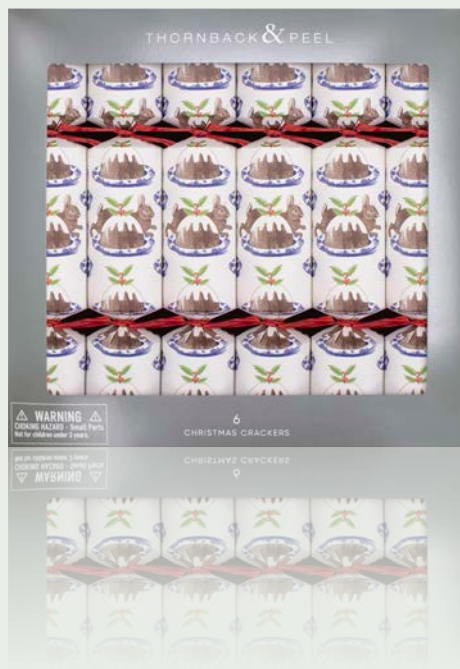 THORNBACK & PEEL
⚠ WARNING ⚠
CHOKING HAZARD - Small Parts
Not for children under 3 years.
6
CHRISTMAS CRACKERS